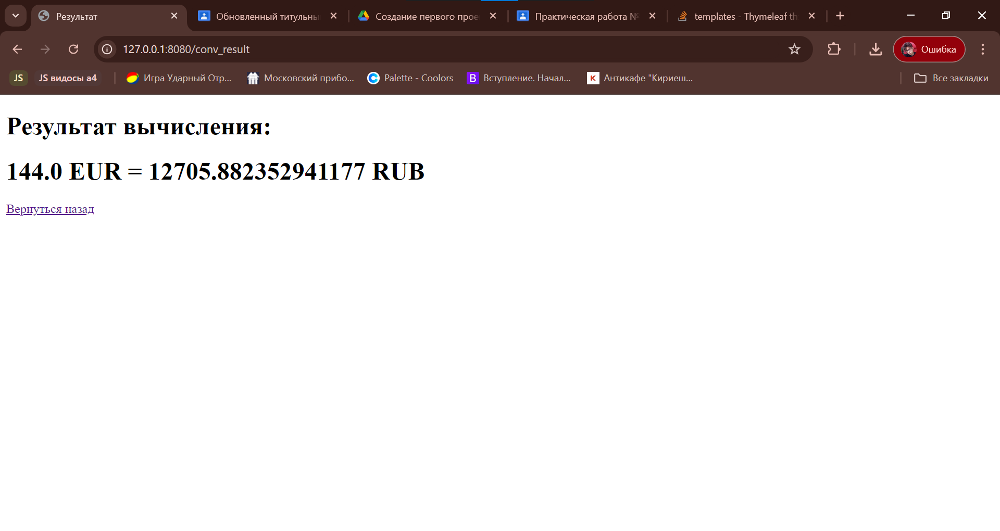 Результат
Обновленный титульны
Создание первого прое
Практическая работа №
templates - Thymeleaf th
127.0.0.1:8080/conv_result
Ошибка
JS
JS видосы а4
Игра Ударный Отр...
Московский прибо...
Palette - Coolors
B
Вступление. Начал...
K
Антикафе "Кириеш...
Все закладки
Результат вычисления:
144.0 EUR = 12705.882352941177 RUB
Вернуться назад